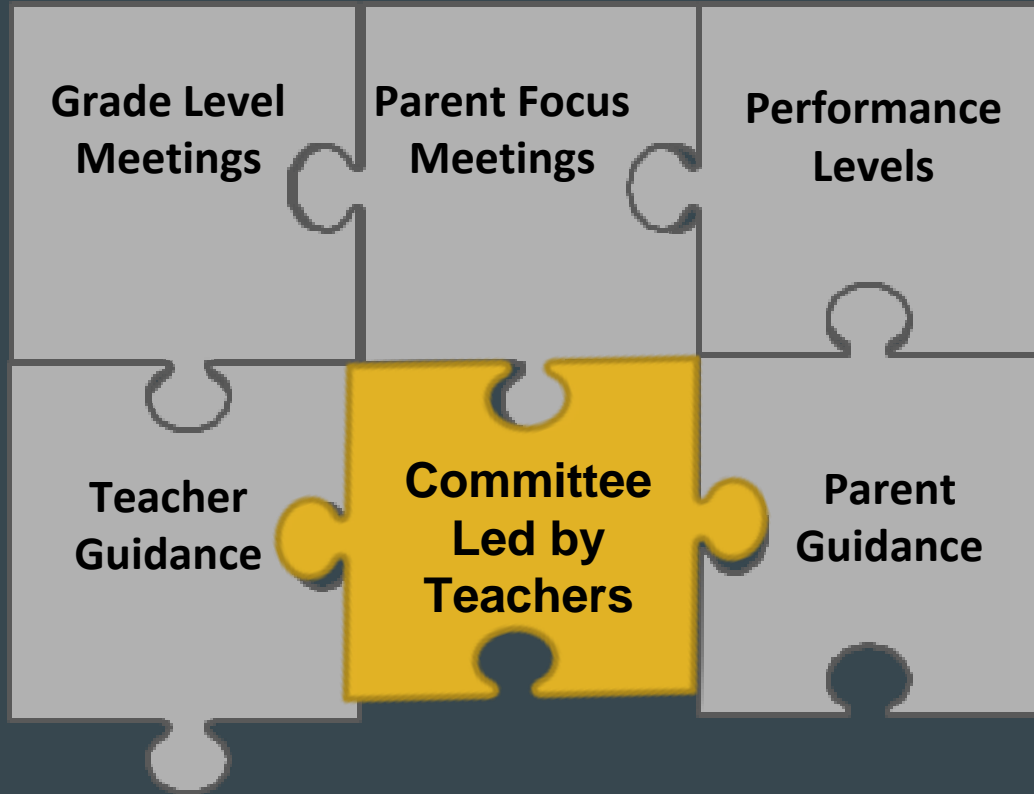 Grade Level
Meetings
Parent Focus
Meetings
Performance
Levels
Teacher
Guidance
Committee
Led by
Teachers
Parent
Guidance